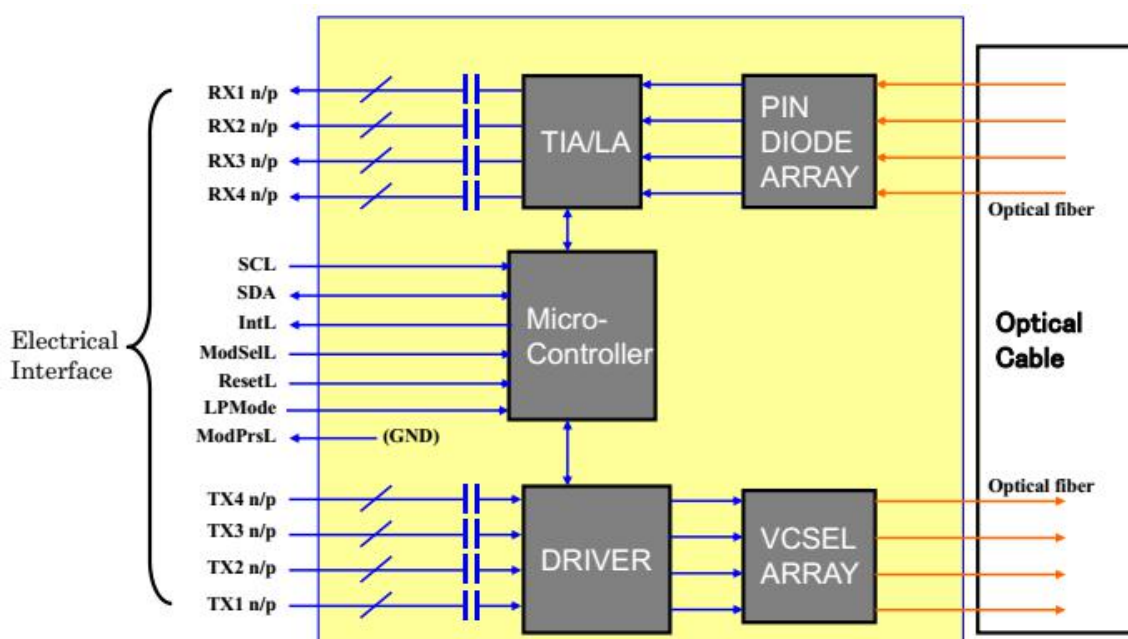 RX1 n/p
RX2 n/p
RX3 n/p
RX4 n/p
TIA/LA
PIN
DIODE
ARRAY
Optical fiber
Electrical
Interface
SCL
SDA
IntL
ModSelL
ResetL
LPMode
ModPrsL
(GND)
Micro-
Controller
Optical
Cable
TX4 n/p
TX3 n/p
TX2 n/p
TX1 n/p
DRIVER
VCSEL
ARRAY
Optical fiber